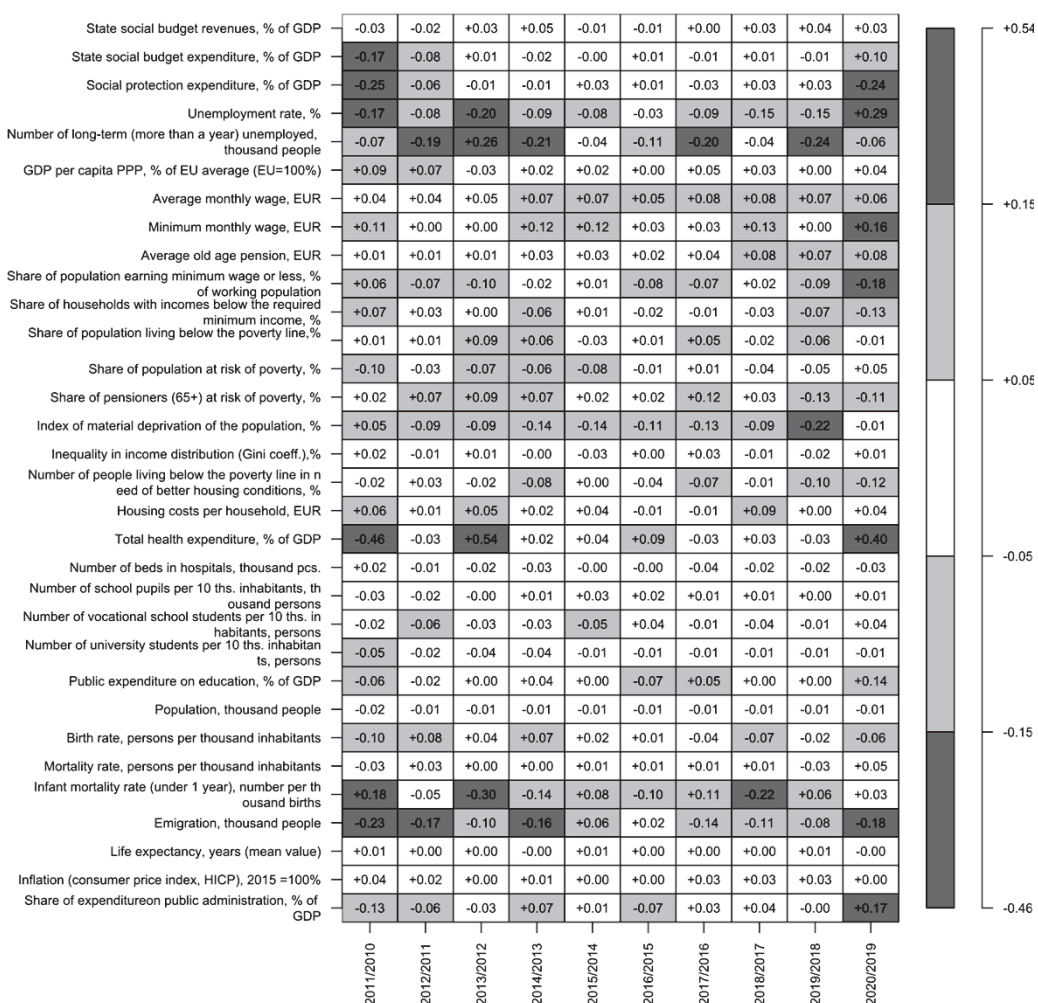 State social budget revenues, % of GDP -0.03 -0.02 +0.03 +0.05 -0.01 -0.01 +0.00 +0.03 +0.04 +0.03
State social budget expenditure, % of GDP -0.17 -0.08 +0.01 -0.02 -0.00 +0.01 -0.01 +0.01 -0.01 +0.10
Social protection expenditure, % of GDP -0.25 -0.06 -0.01 -0.01 +0.03 +0.01 -0.03 +0.03 +0.03 -0.24
Unemployment rate, % -0.17 -0.08 -0.20 -0.09 -0.08 -0.03 -0.09 -0.15 -0.15 +0.29
Number of long-term (more than a year) unemployed,
thousand people -0.07 -0.19 +0.26 -0.21 -0.04 -0.11 -0.20 -0.04 -0.24 -0.06
GDP per capita PPP, % of EU average (EU=100%) +0.09 +0.07 -0.03 +0.02 +0.02 +0.00 +0.05 +0.03 +0.00 +0.04
Average monthly wage, EUR +0.04 +0.04 +0.05 +0.07 +0.07 +0.05 +0.08 +0.08 +0.07 +0.06
Minimum monthly wage, EUR +0.11 +0.00 +0.00 +0.12 +0.12 +0.03 +0.03 +0.13 +0.00 +0.16
Average old age pension, EUR +0.01 +0.01 +0.01 +0.03 +0.03 +0.02 +0.04 +0.08 +0.07 +0.08
Share of population earning minimum wage or less, %
of working population +0.06 -0.07 -0.10 -0.02 +0.01 -0.08 -0.07 +0.02 -0.09 -0.18
Share of households with incomes below the required
minimum income, % +0.07 +0.03 +0.00 -0.06 +0.01 -0.02 -0.01 -0.03 -0.07 -0.13
Share of population living below the poverty line,% +0.01 +0.01 +0.09 +0.06 -0.03 +0.01 +0.05 -0.02 -0.06 -0.01
Share of population at risk of poverty, % -0.10 -0.03 -0.07 -0.06 -0.08 -0.01 +0.01 -0.04 -0.05 +0.05
Share of pensioners (65+) at risk of poverty, % +0.02 +0.07 +0.09 +0.07 +0.02 +0.02 +0.12 +0.03 -0.13 -0.11
Index of material deprivation of the population, % +0.05 -0.09 -0.09 -0.14 -0.14 -0.11 -0.13 -0.09 -0.22 -0.01
Inequality in income distribution (Gini coeff.),% +0.02 -0.01 +0.01 -0.00 -0.03 +0.00 +0.03 -0.01 -0.02 +0.01
Number of people living below the poverty line in n
eed of better housing conditions, % -0.02 +0.03 -0.02 -0.08 +0.00 -0.04 -0.07 -0.01 -0.10 -0.12
Housing costs per household, EUR +0.06 +0.01 +0.05 +0.02 +0.04 -0.01 -0.01 +0.09 +0.00 +0.04
Total health expenditure, % of GDP -0.46 -0.03 +0.54 +0.02 +0.04 +0.09 -0.03 +0.03 -0.03 +0.40
Number of beds in hospitals, thousand pcs. +0.02 -0.01 -0.02 -0.03 -0.00 -0.00 -0.04 -0.02 -0.02 -0.03
Number of school pupils per 10 ths. inhabitants, th
ousand persons -0.03 -0.02 -0.00 +0.01 +0.03 +0.02 +0.01 +0.01 +0.00 +0.01
Number of vocational school students per 10 ths. in
habitants, persons -0.02 -0.06 -0.03 -0.03 -0.05 +0.04 -0.01 -0.04 -0.01 +0.04
Number of university students per 10 ths. inhabitan
ts, persons -0.05 -0.02 -0.04 -0.04 -0.01 -0.01 -0.01 -0.01 -0.01 -0.01
Public expenditure on education, % of GDP -0.06 -0.02 +0.00 +0.04 +0.00 -0.07 +0.05 +0.00 +0.00 +0.14
Population, thousand people -0.02 -0.01 -0.01 -0.01 -0.01 -0.01 -0.01 -0.01 -0.01 -0.01
Birth rate, persons per thousand inhabitants -0.10 +0.08 +0.04 +0.07 +0.02 +0.01 -0.04 -0.07 -0.02 -0.06
Mortality rate, persons per thousand inhabitants -0.03 +0.03 +0.00 +0.00 +0.01 +0.01 +0.01 +0.01 -0.03 +0.05
Infant mortality rate (under 1 year), number per th
ousand births +0.18 -0.05 -0.30 -0.14 +0.08 -0.10 +0.11 -0.22 +0.06 +0.03
Emigration, thousand people -0.23 -0.17 -0.10 -0.16 +0.06 +0.02 -0.14 -0.11 -0.08 -0.18
Life expectancy, years (mean value) +0.01 +0.00 +0.00 -0.00 +0.01 +0.00 +0.00 +0.00 +0.01 -0.00
Inflation (consumer price index, HICP), 2015 =100% +0.04 +0.02 +0.00 +0.01 +0.00 +0.00 +0.03 +0.03 +0.03 +0.00
Share of expenditureon public administration, % of
GDP -0.13 -0.06 -0.03 +0.07 +0.01 -0.07 +0.03 +0.04 -0.00 +0.17
2011/2010 2012/2011 2013/2012 2014/2013 2015/2014 2016/2015 2017/2016 2018/2017 2019/2018 2020/2019
+0.54
+0.15
+0.05
-0.05
-0.15
-0.46